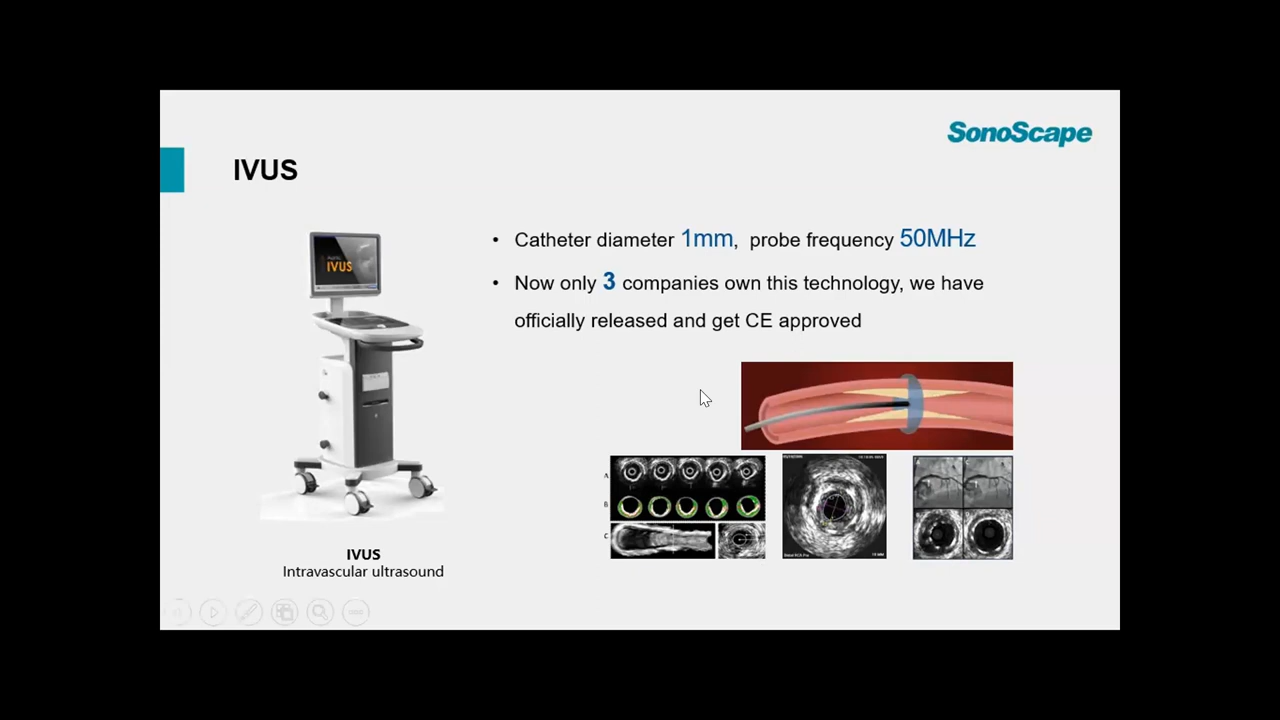 SonoScape
IVUS
• Catheter diameter 1mm, probe frequency 50MHz
• Now only 3 companies own this technology, we have
officially released and get CE approved
IVUS
A
B
C
IVUS
Intravascular ultrasound